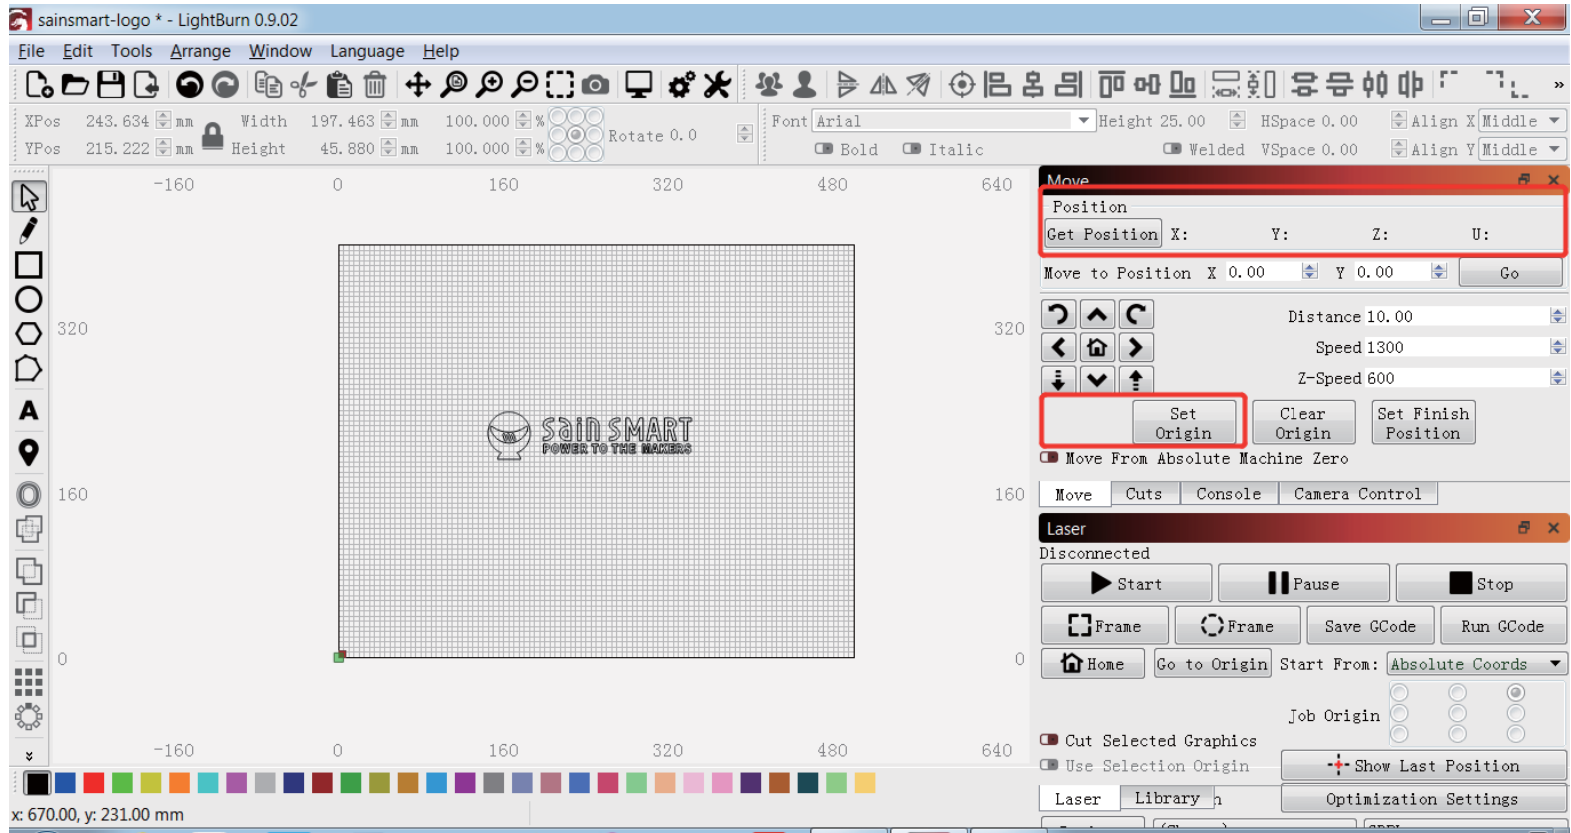 sainsmart-logo * - LightBurn 0.9.02
File Edit Tools Arrange Window Language Help
XPos 243.634 mm Width 197.463 mm 100.000 % Rotate 0.0 Font Arial Height 25.00 HSpace 0.00 Align X Middle
YPos 215.222 mm Height 45.880 mm 100.000 % Bold Italic Welded VSpace 0.00 Align Y Middle
-160 0 160 320 480 640
320 320
160 160
0 0
-160 0 160 320 480 640
sain SMART
POWER TO THE MAKERS
Move
Position
Get Position X: Y: Z: U:
Move to Position X 0.00 Y 0.00 Go
Distance 10.00
Speed 1300
Z-Speed 600
Set Origin
Clear Origin
Set Finish Position
Move From Absolute Machine Zero
Move Cuts Console Camera Control
Laser
Disconnected
Start Pause Stop
Frame Frame Save GCode Run GCode
Home Go to Origin Start From: Absolute Coords
Job Origin
Cut Selected Graphics
Use Selection Origin Show Last Position
Optimization Settings
Laser Library
x: 670.00, y: 231.00 mm